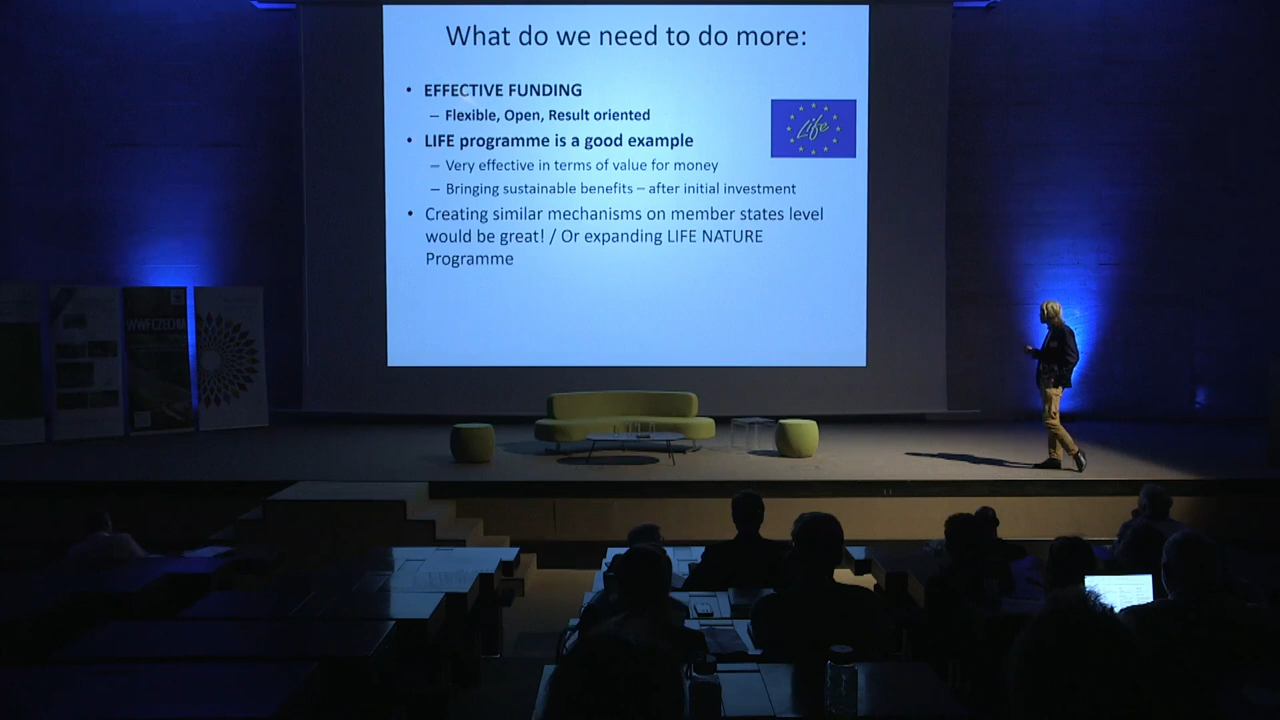 What do we need to do more:
• EFFECTIVE FUNDING
– Flexible, Open, Result oriented
• LIFE programme is a good example
– Very effective in terms of value for money
– Bringing sustainable benefits – after initial investment
• Creating similar mechanisms on member states level
would be great! / Or expanding LIFE NATURE
Programme
Life